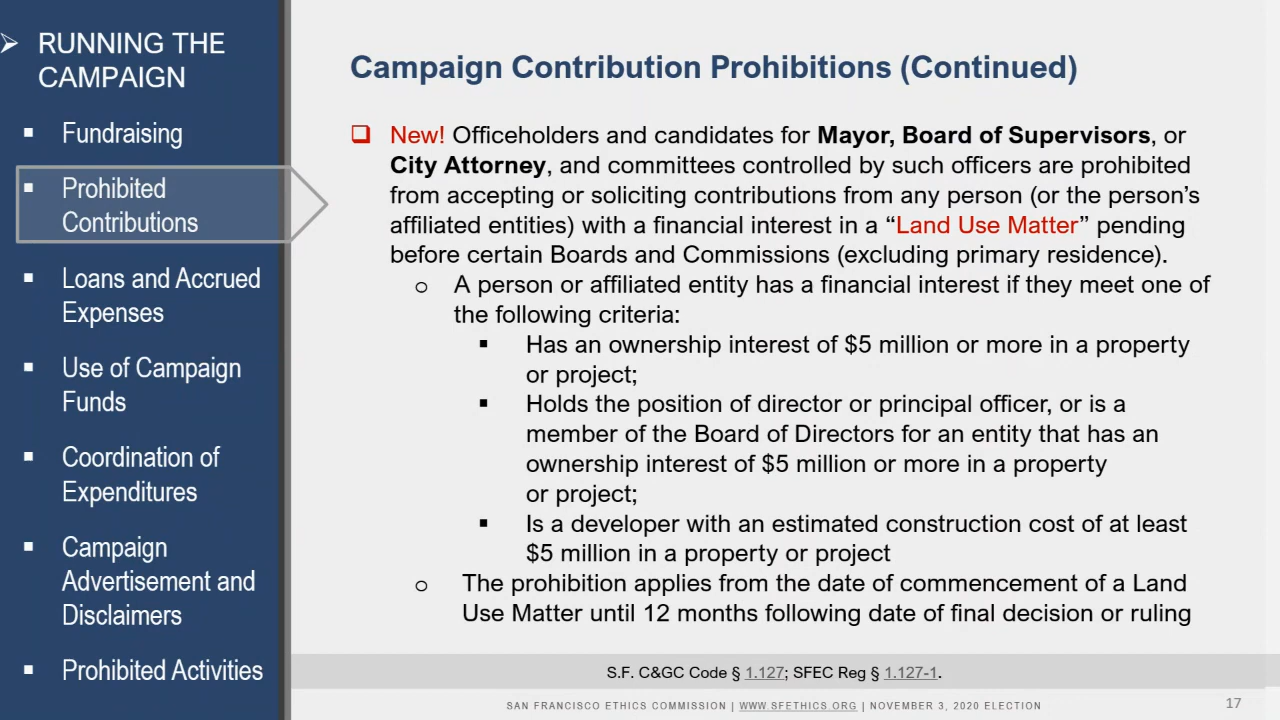 ➢ RUNNING THE
CAMPAIGN
▪ Fundraising
▪ Prohibited
Contributions
▪ Loans and Accrued
Expenses
▪ Use of Campaign
Funds
▪ Coordination of
Expenditures
▪ Campaign
Advertisement and
Disclaimers
▪ Prohibited Activities
Campaign Contribution Prohibitions (Continued)
❑ New! Officeholders and candidates for Mayor, Board of Supervisors, or
City Attorney, and committees controlled by such officers are prohibited
from accepting or soliciting contributions from any person (or the person’s
affiliated entities) with a financial interest in a “Land Use Matter” pending
before certain Boards and Commissions (excluding primary residence).
o A person or affiliated entity has a financial interest if they meet one of
the following criteria:
▪ Has an ownership interest of $5 million or more in a property
or project;
▪ Holds the position of director or principal officer, or is a
member of the Board of Directors for an entity that has an
ownership interest of $5 million or more in a property
or project;
▪ Is a developer with an estimated construction cost of at least
$5 million in a property or project
o The prohibition applies from the date of commencement of a Land
Use Matter until 12 months following date of final decision or ruling
S.F. C&GC Code § 1.127; SFEC Reg § 1.127-1.
SAN FRANCISCO ETHICS COMMISSION | WWW.SFETHICS.ORG | NOVEMBER 3, 2020 ELECTION
17